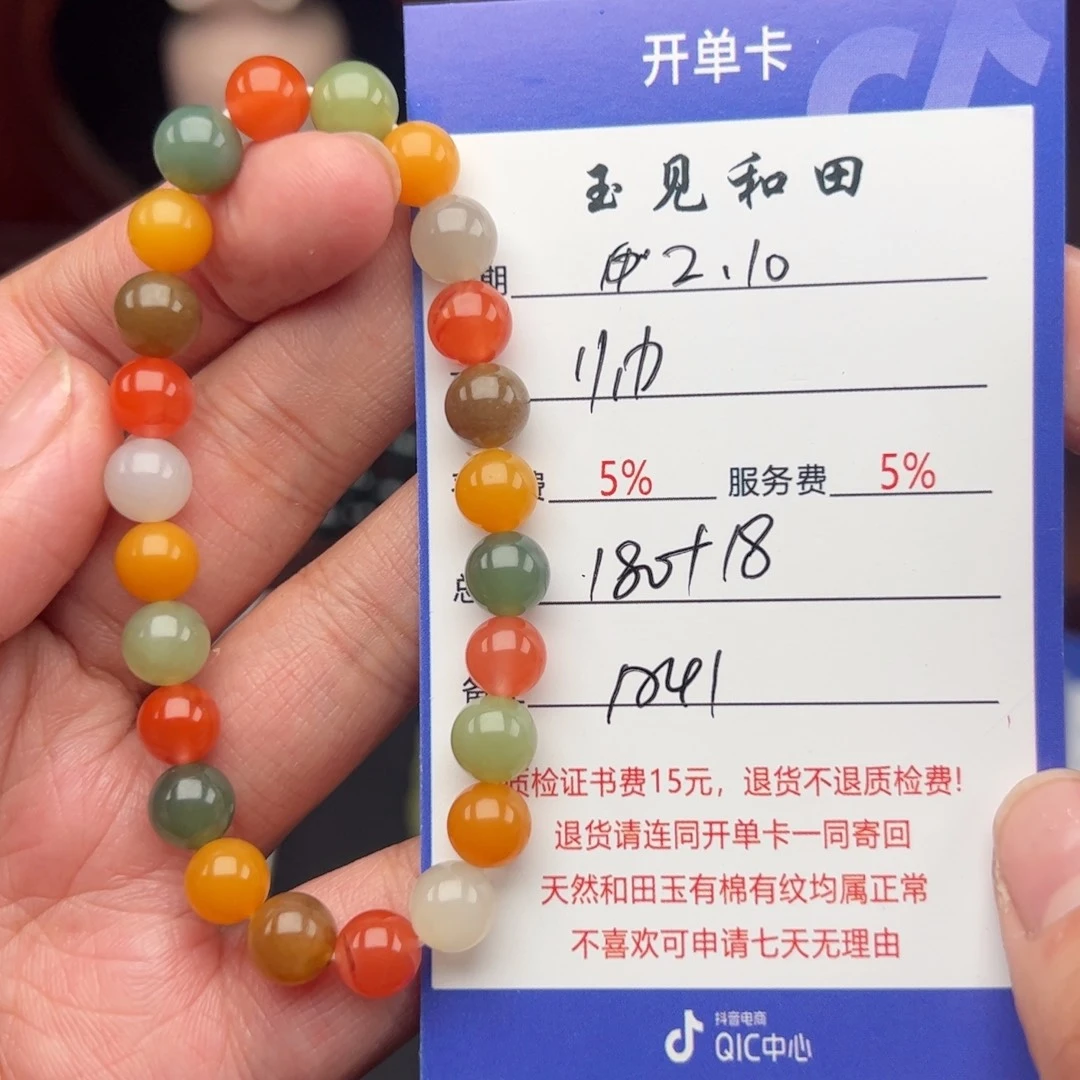 开单卡
玉见和田
期 2.10
费 5% 服务费 5%
总 180+18
备
质检证书费15元，退货不退质检费!
退货请连同开单卡一同寄回
天然和田玉有棉有纹均属正常
不喜欢可申请七天无理由
抖音电商
QIC中心